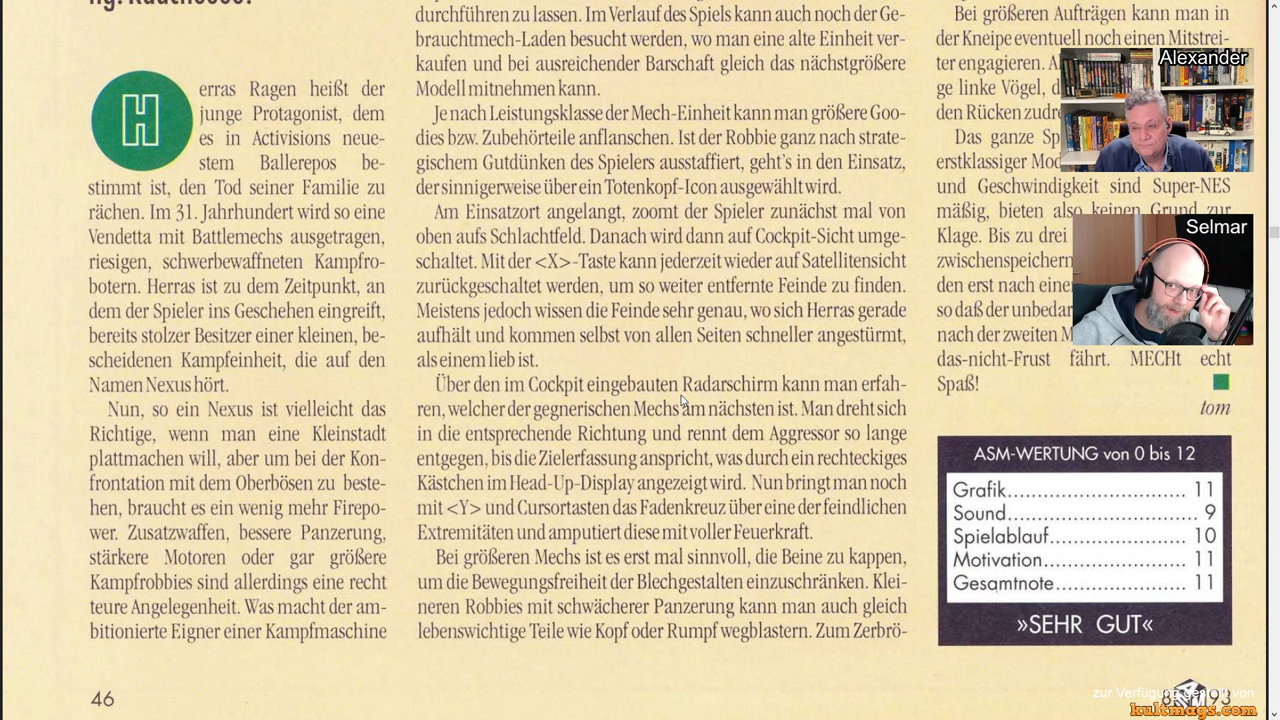 H
erras Ragen heißt der
junge Protagonist, dem
es in Activisions neue-
stem Ballerepos be-
stimmt ist, den Tod seiner Familie zu
rächen. Im 31. Jahrhundert wird so eine
Vendetta mit Battlemechs ausgetragen,
riesigen, schwerbewaffneten Kampfro-
botern. Herras ist zu dem Zeitpunkt, an
dem der Spieler ins Geschehen eingreift,
bereits stolzer Besitzer einer kleinen, be-
scheidenen Kampfeinheit, die auf den
Namen Nexus hört.
Nun, so ein Nexus ist vielleicht das
Richtige, wenn man eine Kleinstadt
plattmachen will, aber um bei der Kon-
frontation mit dem Oberbösen zu beste-
hen, braucht es ein wenig mehr Firepo-
wer. Zusatzwaffen, bessere Panzerung,
stärkere Motoren oder gar größere
Kampfrobbies sind allerdings eine recht
teure Angelegenheit. Was macht der am-
bitionierte Eigner einer Kampfmaschine
46
durchführen zu lassen. Im Verlauf des Spiels kann auch noch der Ge-
brauchtmech-Laden besucht werden, wo man eine alte Einheit ver-
kaufen und bei ausreichender Barschaft gleich das nächstgrößere
Modell mitnehmen kann.
Je nach Leistungsklasse der Mech-Einheit kann man größere Goo-
dies bzw. Zubehörteile anflanschen. Ist der Robbie ganz nach strate-
gischem Gutdünken des Spielers ausstaffiert, geht's in den Einsatz,
der sinnigerweise über ein Totenkopf-Icon ausgewählt wird.
Am Einsatzort angelangt, zoomt der Spieler zunächst mal von
oben aufs Schlachtfeld. Danach wird dann auf Cockpit-Sicht umge-
schaltet. Mit der <X>-Taste kann jederzeit wieder auf Satellitensicht
zurückgeschaltet werden, um so weiter entfernte Feinde zu finden.
Meistens jedoch wissen die Feinde sehr genau, wo sich Herras gerade
aufhält und kommen selbst von allen Seiten schneller angestürmt,
als einem lieb ist.
Über den im Cockpit eingebauten Radarschirm kann man erfah-
ren, welcher der gegnerischen Mechs am nächsten ist. Man dreht sich
in die entsprechende Richtung und rennt dem Aggressor so lange
entgegen, bis die Zielerfassung anspricht, was durch ein rechteckiges
Kästchen im Head-Up-Display angezeigt wird. Nun bringt man noch
mit <Y> und Cursortasten das Fadenkreuz über eine der feindlichen
Extremitäten und amputiert diese mit voller Feuerkraft.
Bei größeren Mechs ist es erst mal sinnvoll, die Beine zu kappen,
um die Bewegungsfreiheit der Blechgestalten einzuschränken. Klei-
neren Robbies mit schwächerer Panzerung kann man auch gleich
lebenswichtige Teile wie Kopf oder Rumpf wegblastern. Zum Zerbrö-
Bei größeren Aufträgen kann man in
der Kneipe eventuell noch einen Mitstrei-
ter engagieren.
ge linke Vögel,
den Rücken
Das ganze
erstklassiger
und Geschwindigkeit sind Super-NES
mäßig, bieten also keinen Grund zur
Klage. Bis zu drei
zwischenspeichern
den erst nach
so daß der
nach der zweiten
das-nicht-Frust fährt. MECHt echt
Spaß!
tom
Alexander
Selmar
ASM-WERTUNG von 0 bis 12
Grafik.............................. 11
Sound................................. 9
Spielablauf....................... 10
Motivation........................ 11
Gesamtnote...................... 11
»SEHR GUT«
zur Verfügung gestellt von
kultmags.com